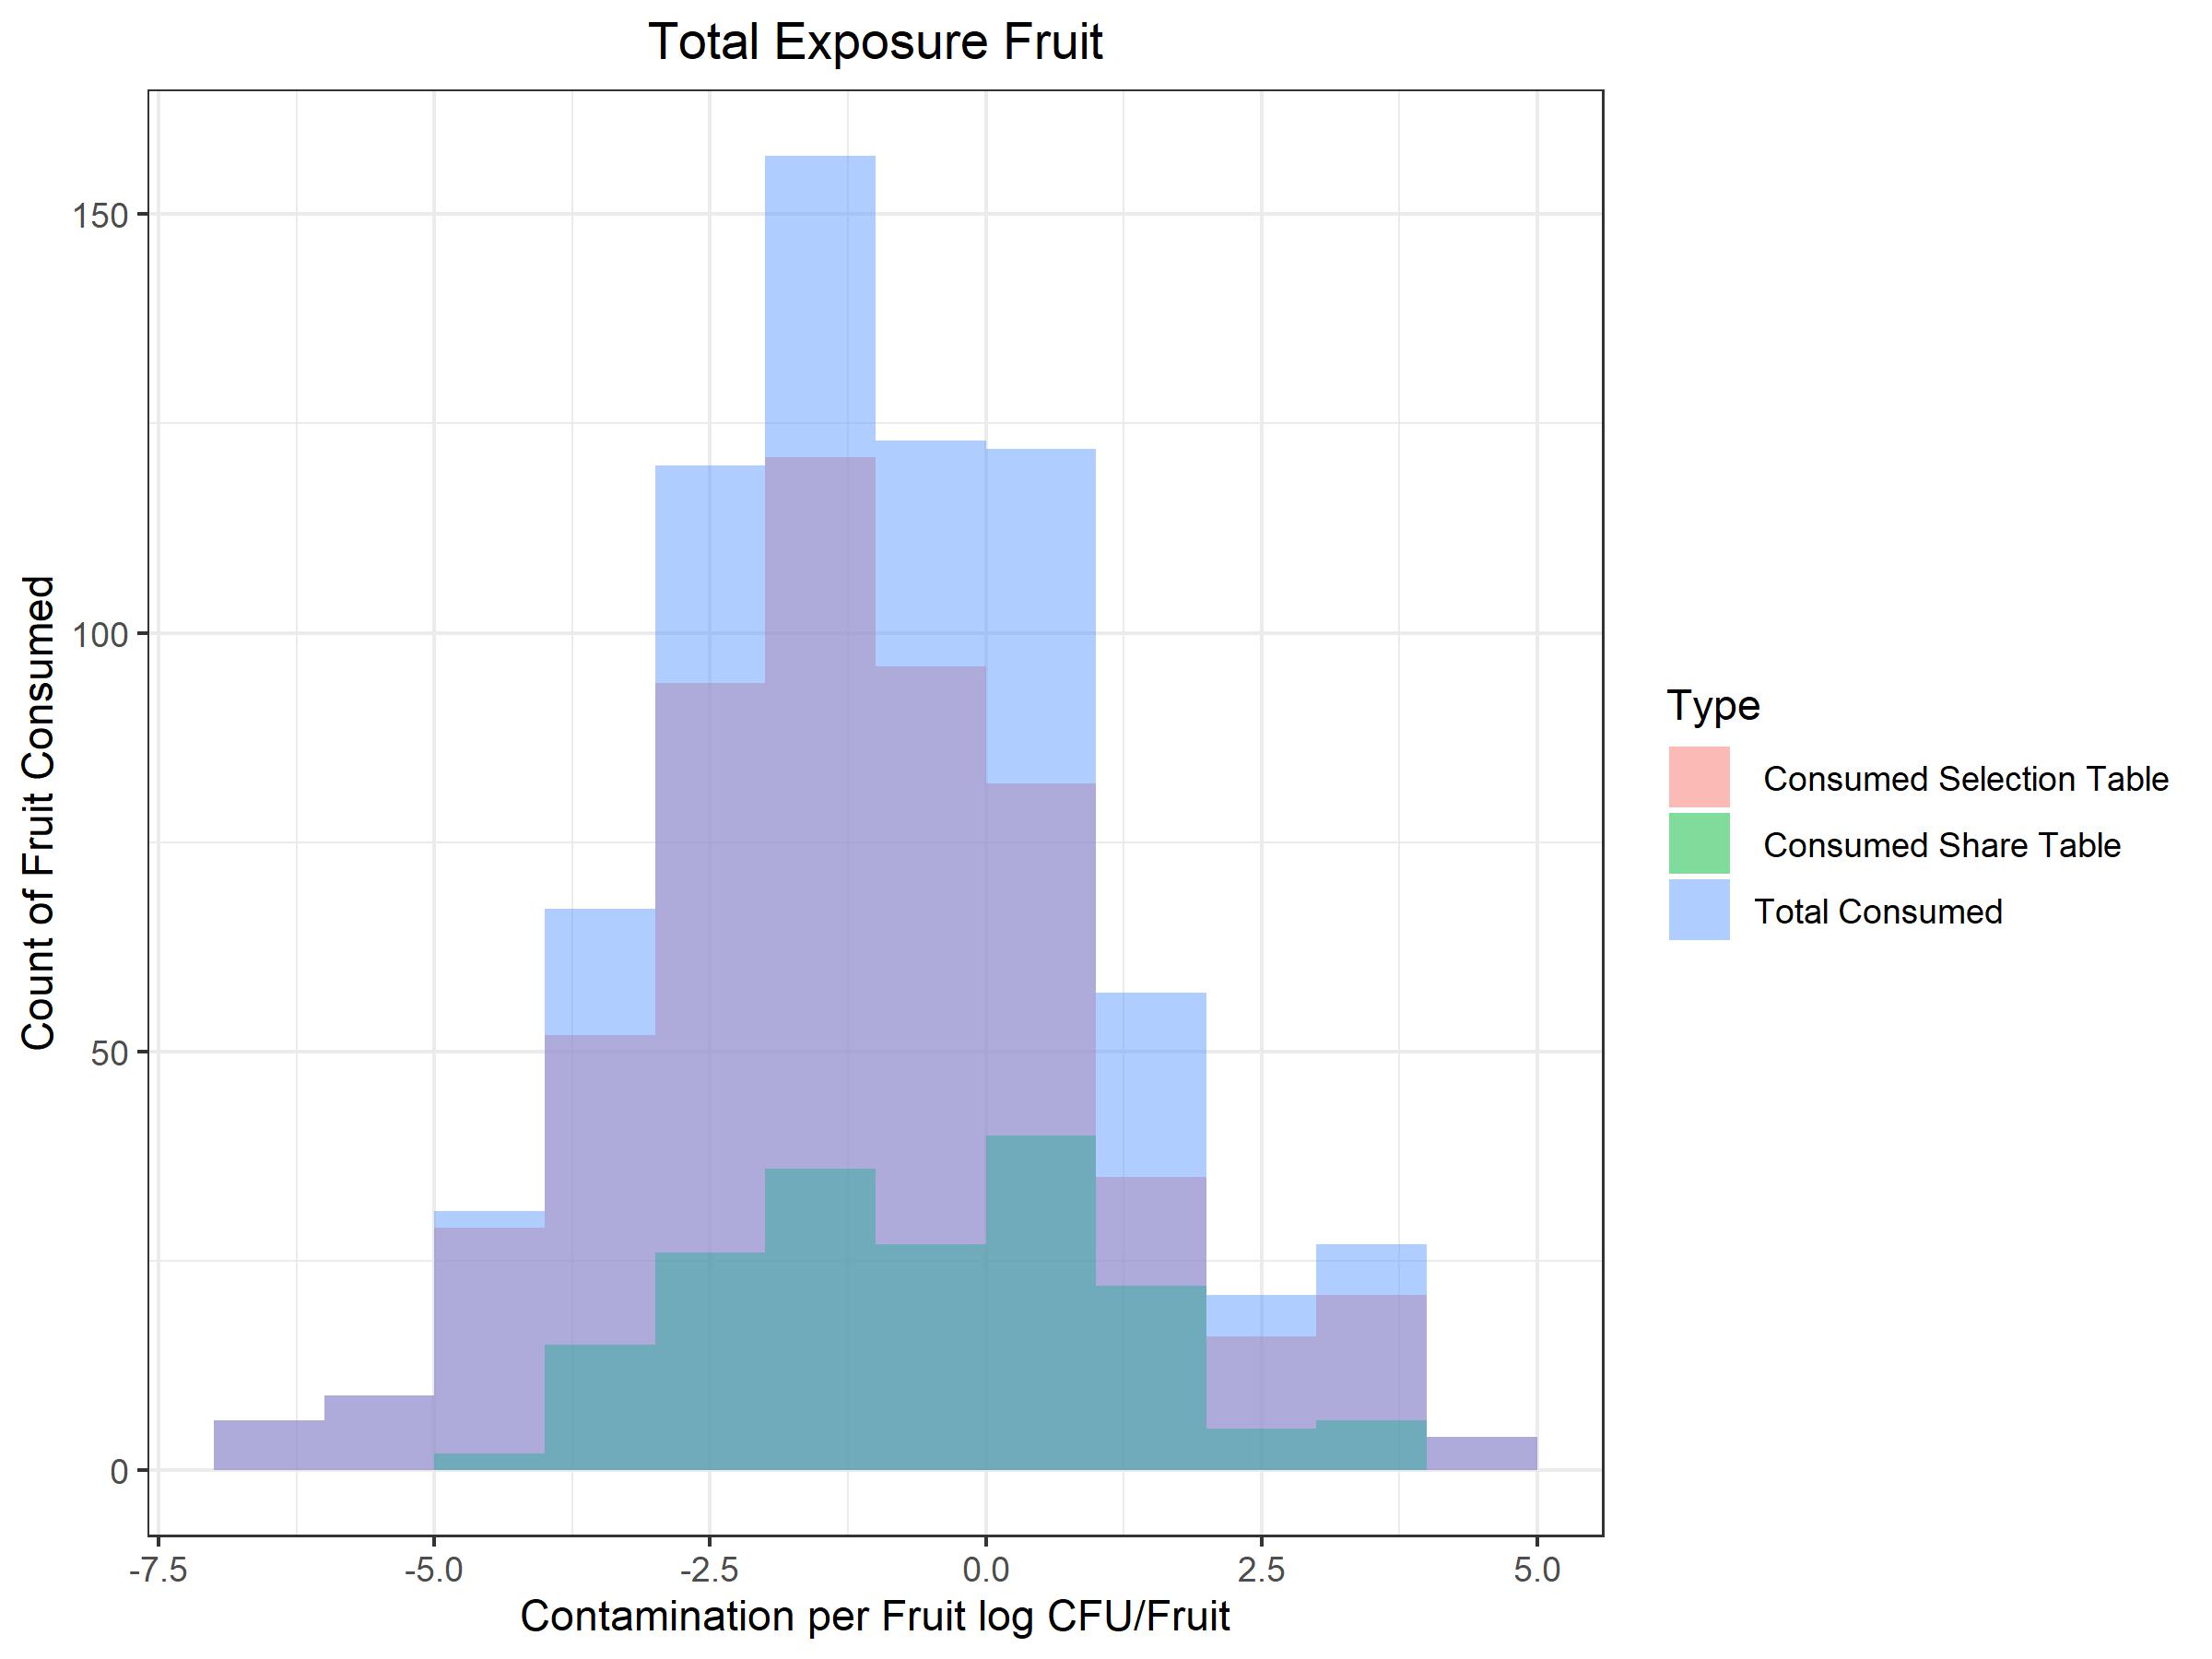 Total Exposure Fruit
Count of Fruit Consumed
150
100
50
0
-7.5
-5.0
-2.5
0.0
2.5
5.0
Contamination per Fruit log CFU/Fruit
Type
Consumed Selection Table
Consumed Share Table
Total Consumed